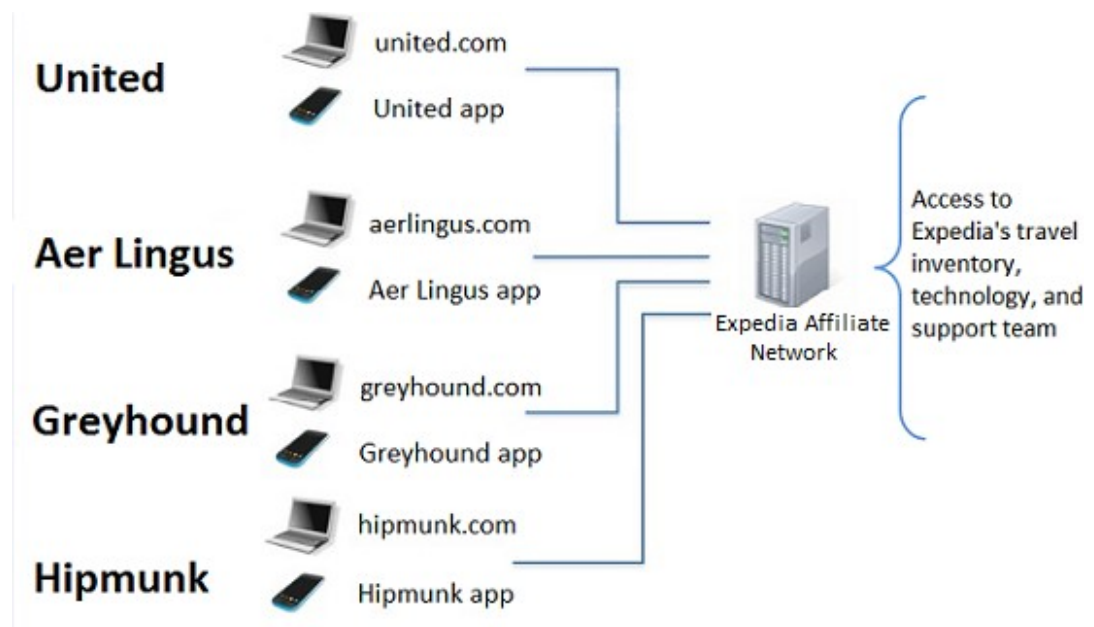 United
united.com
United app
Aer Lingus
aerlingus.com
Aer Lingus app
Greyhound
greyhound.com
Greyhound app
Hipmunk
hipmunk.com
Hipmunk app
Expedia Affiliate
Network
Access to
Expedia's travel
inventory,
technology, and
support team